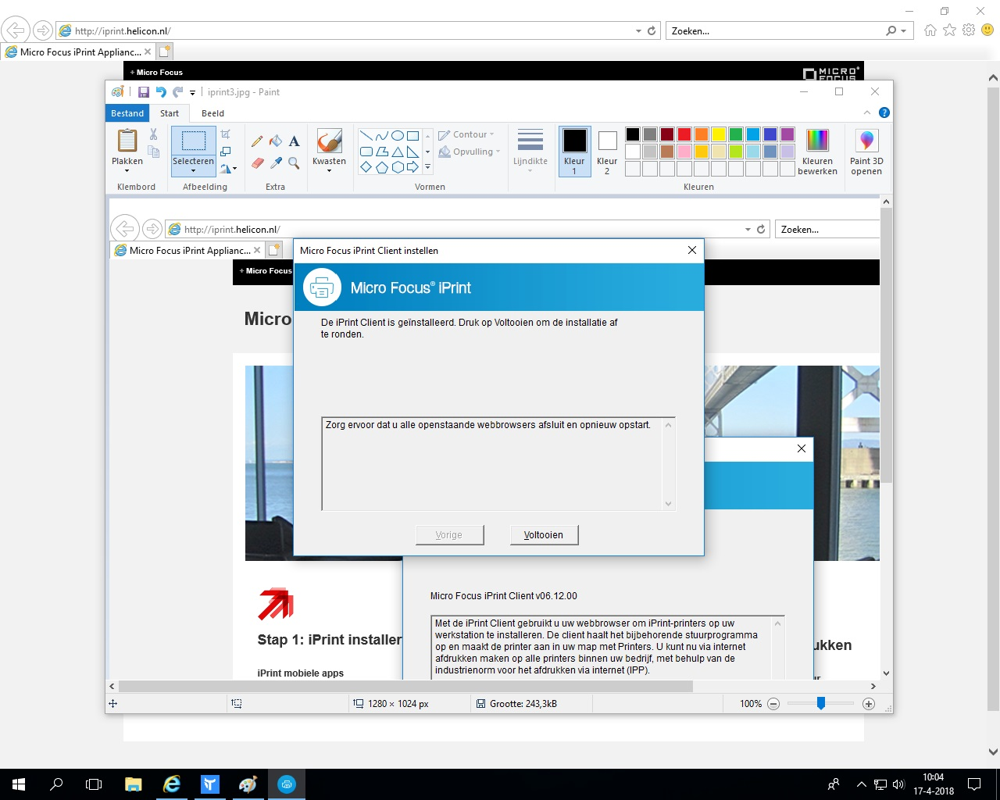 http://iprint.helicon.nl/
Zoeken...
Micro Focus iPrint Applianc...
+ Micro Focus
MICRO
FOCUS
iprint3.jpg - Paint
Bestand
Start
Beeld
Plakken
Selecteren
Kwasten
Contour
Opvulling
Lijndikte
Kleur
1
Kleur
2
Kleuren
bewerken
Paint 3D
openen
Klembord
Afbeelding
Extra
Vormen
Kleuren
http://iprint.helicon.nl/
Zoeken...
Micro Focus iPrint Applianc...
+ Micro Focus
Micro
Micro Focus iPrint Client instellen
Micro Focus® iPrint
De iPrint Client is geïnstalleerd. Druk op Voltooien om de installatie af
te ronden.
Zorg ervoor dat u alle openstaande webbrowsers afsluit en opnieuw opstart.
Vorige
Voltooien
Micro Focus iPrint Client v06.12.00
Met de iPrint Client gebruikt u uw webbrowser om iPrint-printers op uw
werkstation te installeren. De client haalt het bijbehorende stuurprogramma
op en maakt de printer aan in uw map met Printers. U kunt nu via internet
afdrukken maken op alle printers binnen uw bedrijf, met behulp van de
industrienorm voor het afdrukken via internet (IPP).
Stap 1: iPrint installer
ukken
iPrint mobiele apps
1280 × 1024 px
Grootte: 243,3kB
100%
10:04
17-4-2018